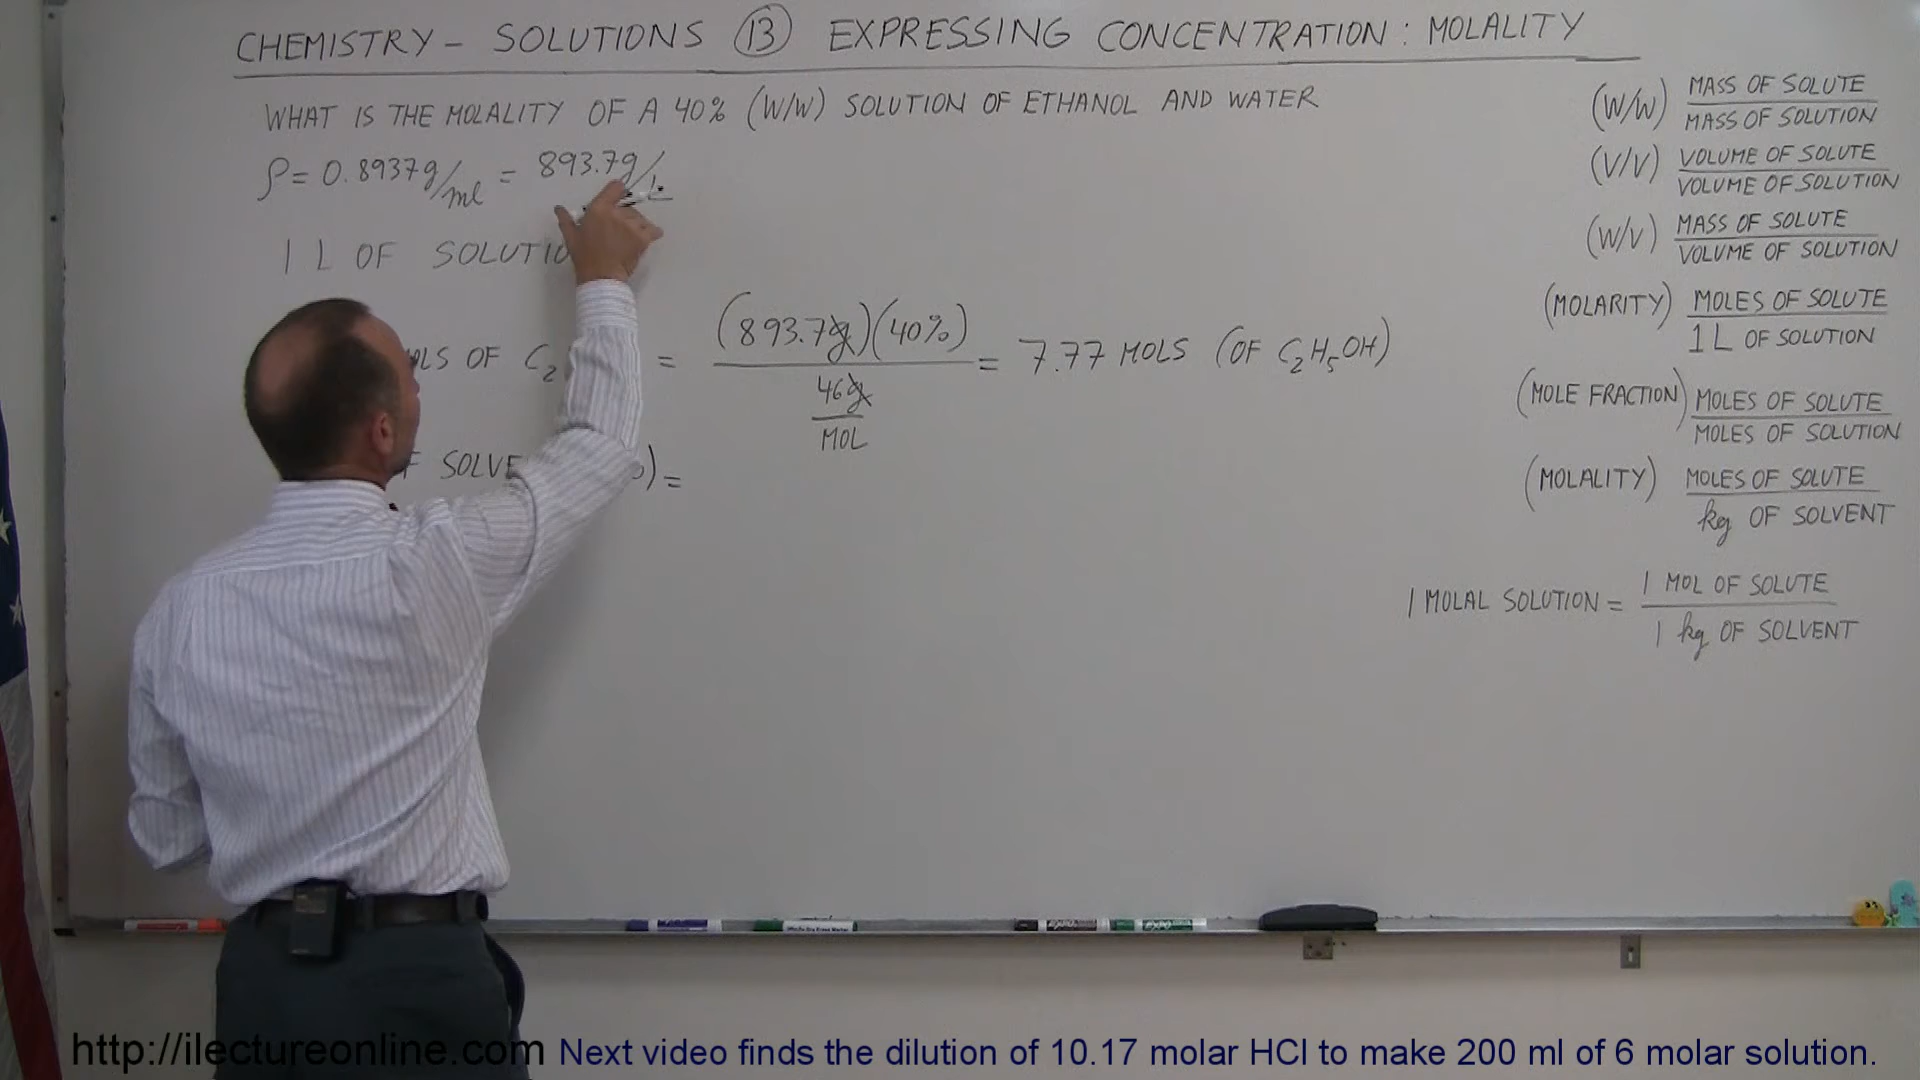 CHEMISTRY – SOLUTIONS 13 EXPRESSING CONCENTRATION: MOLALITY
WHAT IS THE MOLALITY OF A 40% (W/W) SOLUTION OF ETHANOL AND WATER
ρ = 0.8937g/ml = 893.7g/L
1 L OF SOLUTIO
OLS OF C2 = (893.7g)(40%) / 46g/MOL = 7.77 MOLS (OF C2H5OH)
F SOLVE O) =
(W/W) MASS OF SOLUTE / MASS OF SOLUTION
(V/V) VOLUME OF SOLUTE / VOLUME OF SOLUTION
(W/V) MASS OF SOLUTE / VOLUME OF SOLUTION
(MOLARITY) MOLES OF SOLUTE / 1 L OF SOLUTION
(MOLE FRACTION) MOLES OF SOLUTE / MOLES OF SOLUTION
(MOLALITY) MOLES OF SOLUTE / kg OF SOLVENT
1 MOLAL SOLUTION = 1 MOL OF SOLUTE / 1 kg OF SOLVENT
EXPO
EXPO
http://ilectureonline.com Next video finds the dilution of 10.17 molar HCl to make 200 ml of 6 molar solution.